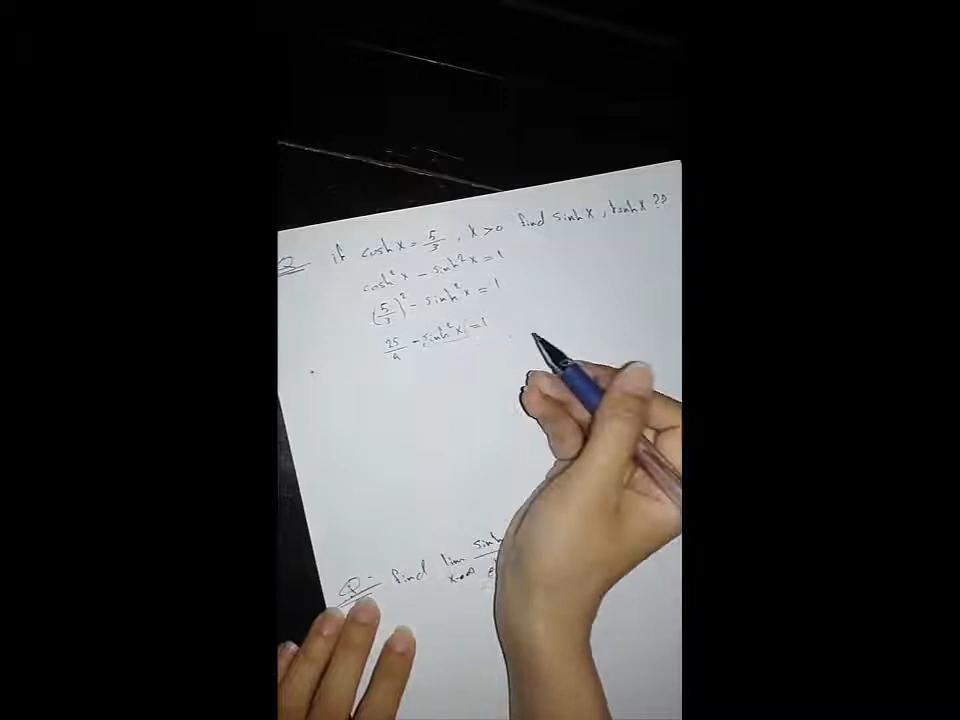 Q if cosh x = 5/3 , x > 0 find sinh x , tanh x ??
cosh² x - sinh² x = 1
(5/3)² - sinh² x = 1
25/9 - sinh² x = 1
Q - find lim x→∞ sinh